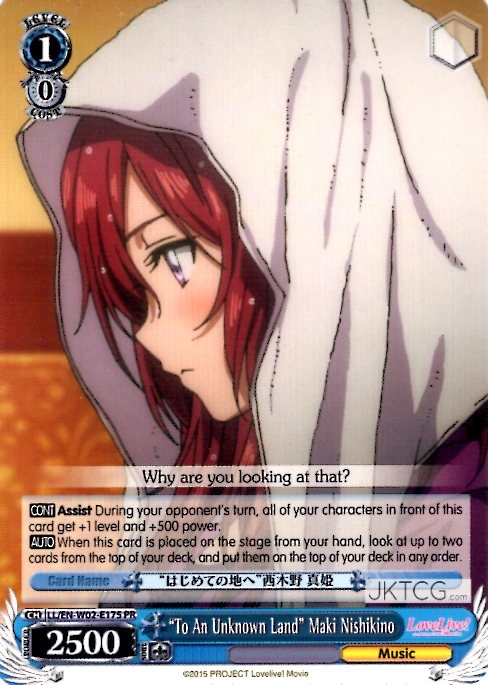 LEVEL
1
0
COST
Why are you looking at that?
CONT Assist During your opponent's turn, all of your characters in front of this
card get +1 level and +500 power.
AUTO When this card is placed on the stage from your hand, look at up to two
cards from the top of your deck, and put them on the top of your deck in any order.
Card Name "はじめての地へ"西木野 真姫
JKTCG.com
CH LL/EN-W02-E175 PR
POWER 2500 SOUL "To An Unknown Land" Maki Nishikino LoveLive!
Music
©2015 PROJECT Lovelive! Movie